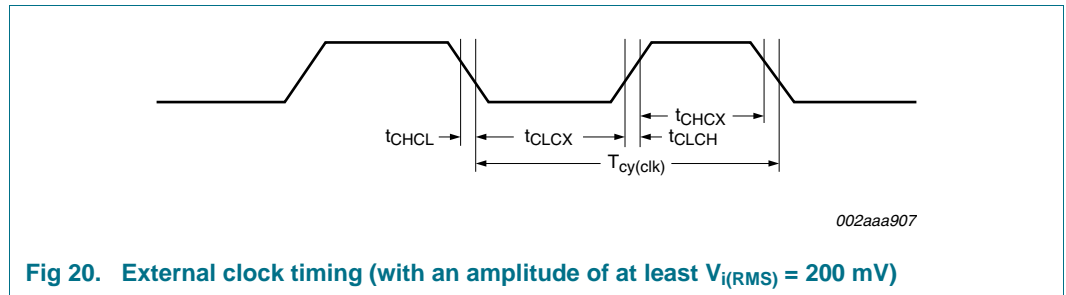 tCHCX
tCHCL tCLCX tCLCH
Tcy(clk)
002aaa907
Fig 20. External clock timing (with an amplitude of at least Vi(RMS) = 200 mV)